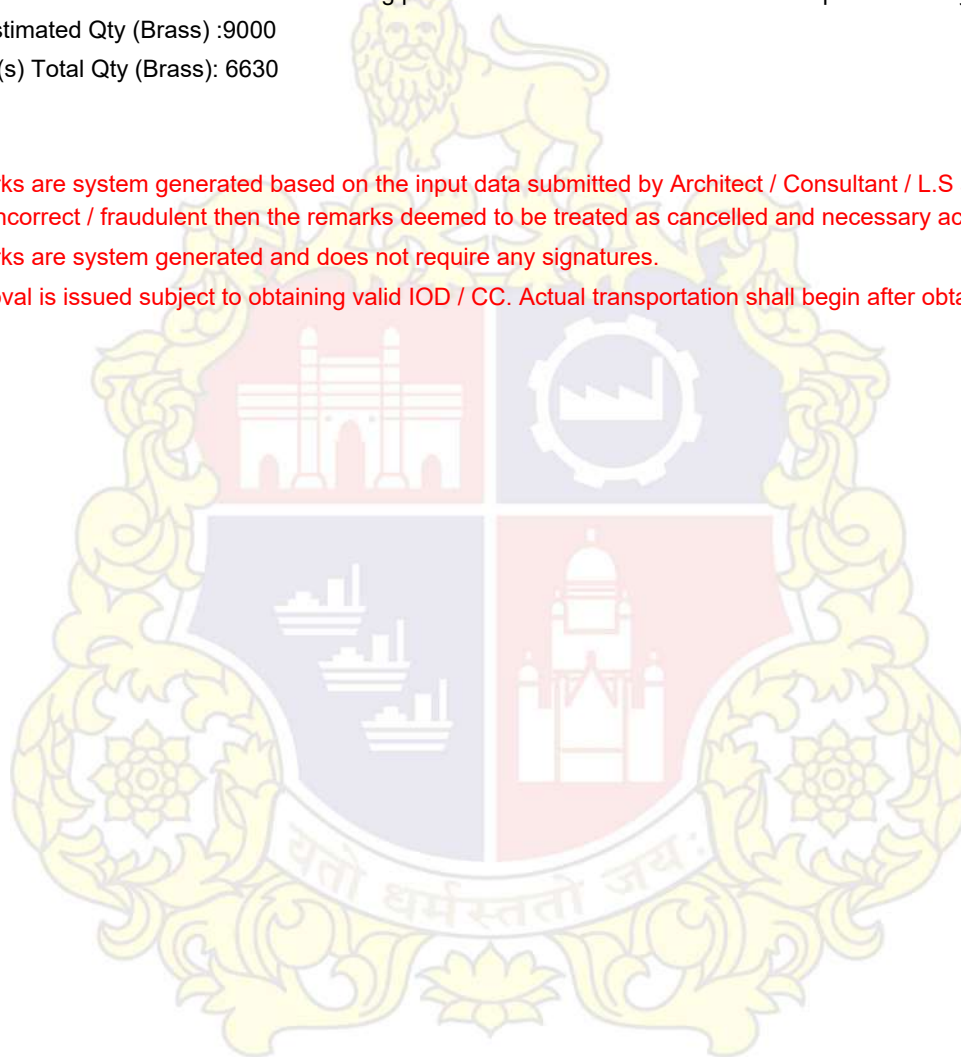 stimated Qty (Brass) :9000
(s) Total Qty (Brass): 6630
ks are system generated based on the input data submitted by Architect / Consultant / L.S
ncorrect / fraudulent then the remarks deemed to be treated as cancelled and necessary ac
ks are system generated and does not require any signatures.
oval is issued subject to obtaining valid IOD / CC. Actual transportation shall begin after obta
यतो धर्मस्ततो जय: